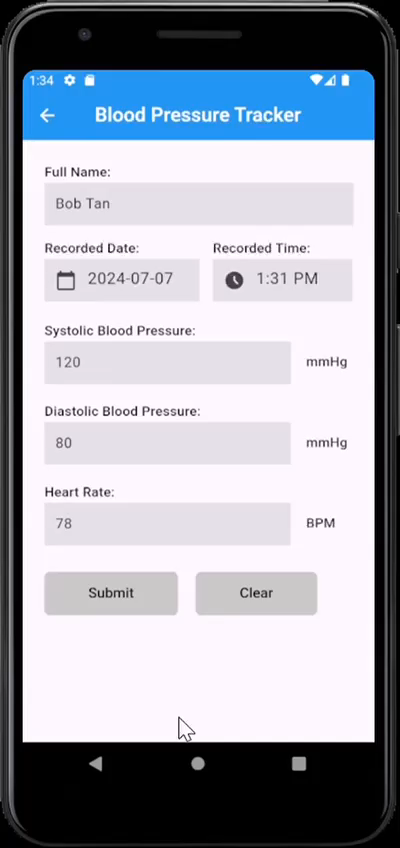 1:34
Blood Pressure Tracker
Full Name:
Bob Tan
Recorded Date: Recorded Time:
2024-07-07 1:31 PM
Systolic Blood Pressure:
120 mmHg
Diastolic Blood Pressure:
80 mmHg
Heart Rate:
78 BPM
Submit Clear